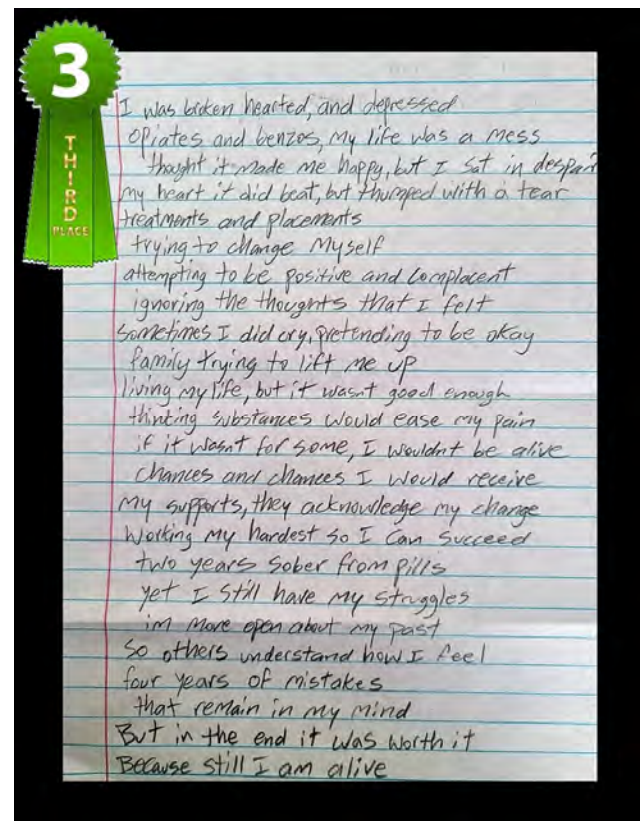 3
THIRD
PLACE
I was broken hearted, and depressed
opiates and benzos, my life was a mess
thought it made me happy, but I sat in despair
my heart it did beat, but thumped with a tear
treatments and placements
trying to change myself
attempting to be positive and complacent
ignoring the thoughts that I felt
sometimes I did cry, pretending to be okay
family trying to lift me up
living my life, but it wasnt good enough
thinking substances would ease my pain
if it wasnt for some, I wouldnt be alive
chances and chances I would receive
my supports, they acknowledge my change
working my hardest so I can succeed
two years sober from pills
yet I still have my struggles
im more open about my past
so others understand how I feel
four years of mistakes
that remain in my mind
But in the end it was worth it
Because still I am alive